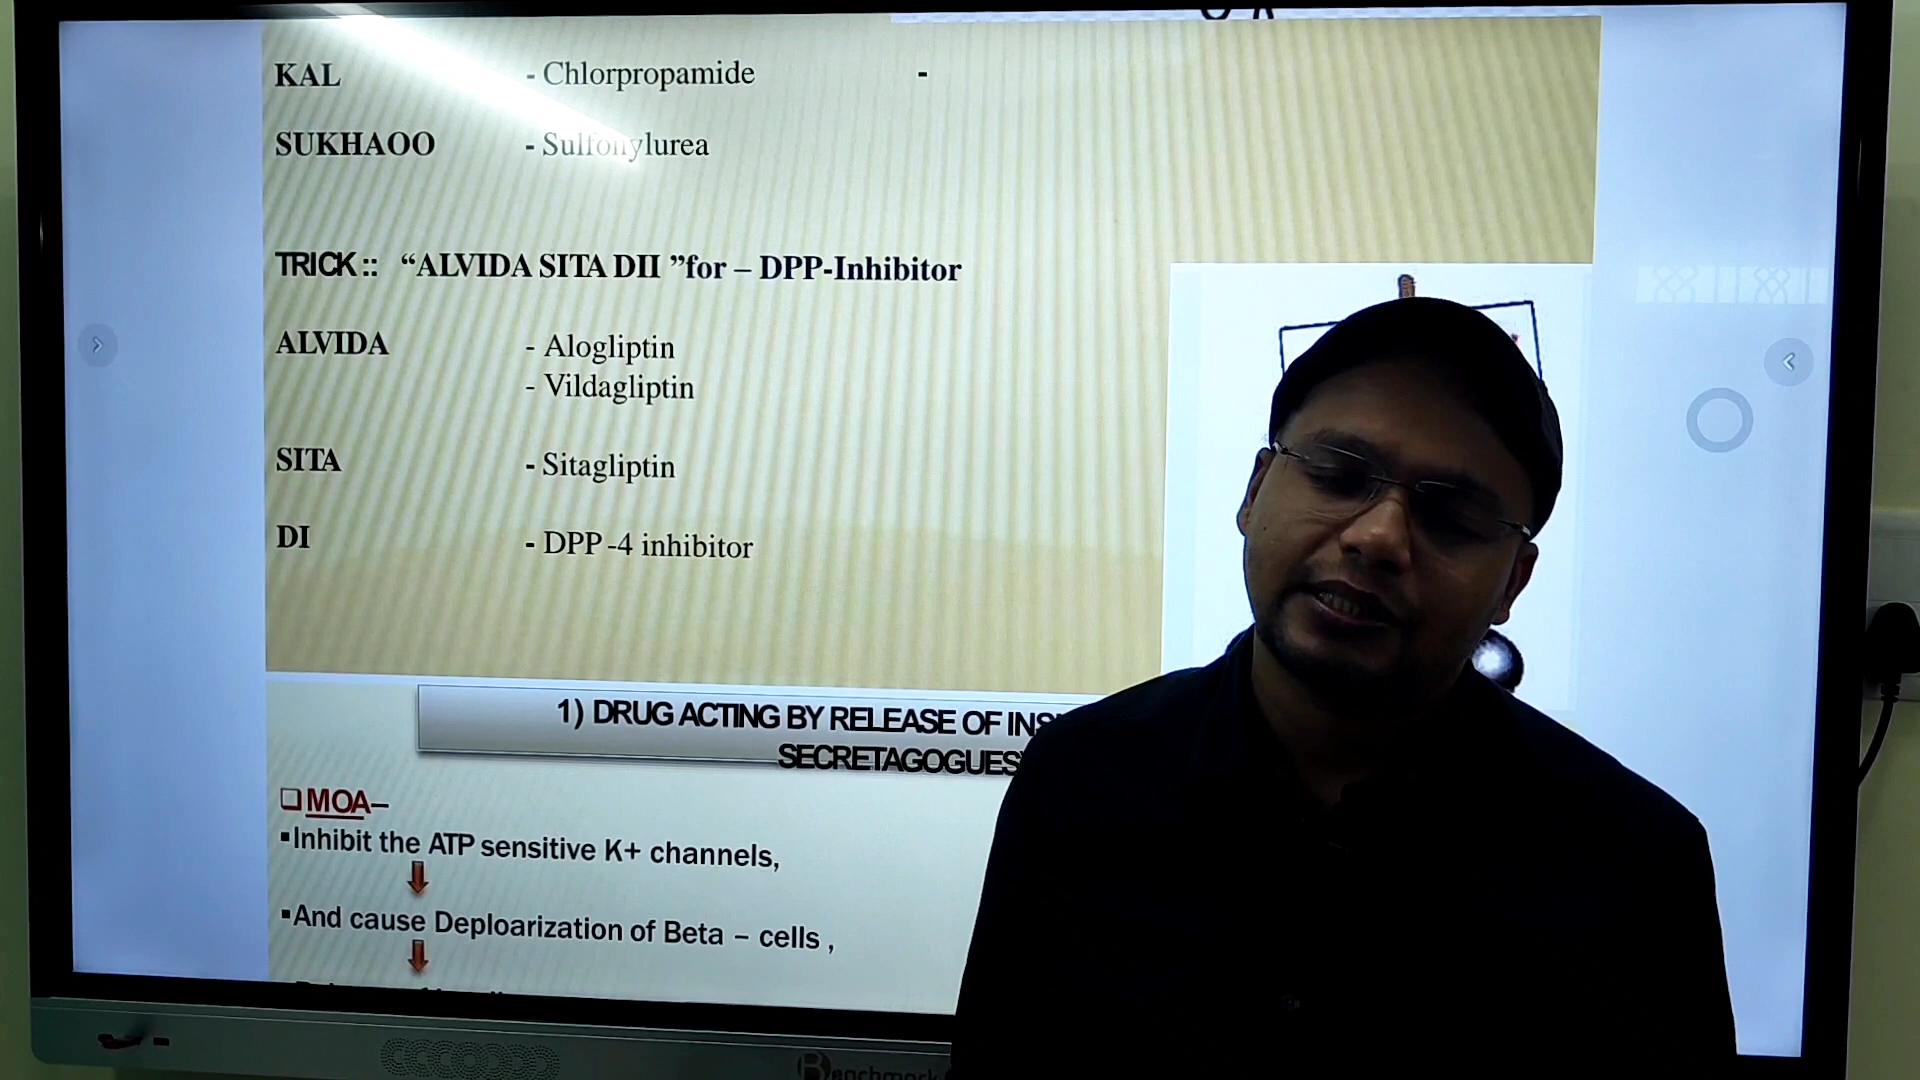 KAL - Chlorpropamide -
SUKHAOO - Sulfonylurea
TRICK :: “ALVIDA SITA DII ”for – DPP-Inhibitor
ALVIDA - Alogliptin
- Vildagliptin
SITA - Sitagliptin
DI - DPP -4 inhibitor
1) DRUG ACTING BY RELEASE OF
SECRETAGOGUES
MOA–
Inhibit the ATP sensitive K+ channels,
And cause Deploarization of Beta – cells ,
Benchmark